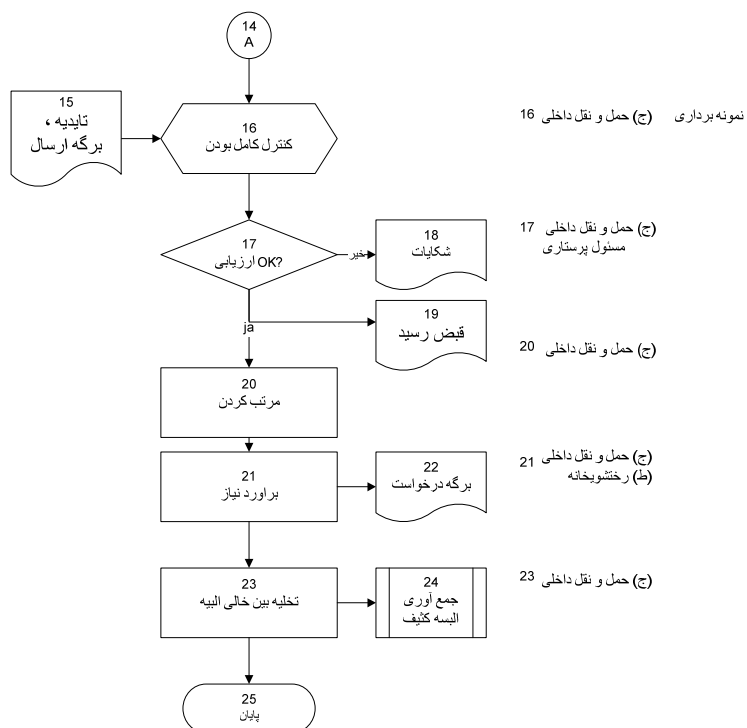 14
A
15
تاییدیه ،
برگه ارسال
16
کنترل کامل بودن
16 (ج) حمل و نقل داخلی نمونه برداری
17
ارزیابی OK?
خیر
18
شکایات
17 (ج) حمل و نقل داخلی
مسئول پرستاری
ja
19
قبض رسید
20 (ج) حمل و نقل داخلی
20
مرتب کردن
21
براورد نیاز
22
برگه درخواست
21 (ج) حمل و نقل داخلی
(ط) رختشویخانه
23
تخلیه بین خالی البیه
24
جمع آوری
البسه کثیف
23 (ج) حمل و نقل داخلی
25
پایان